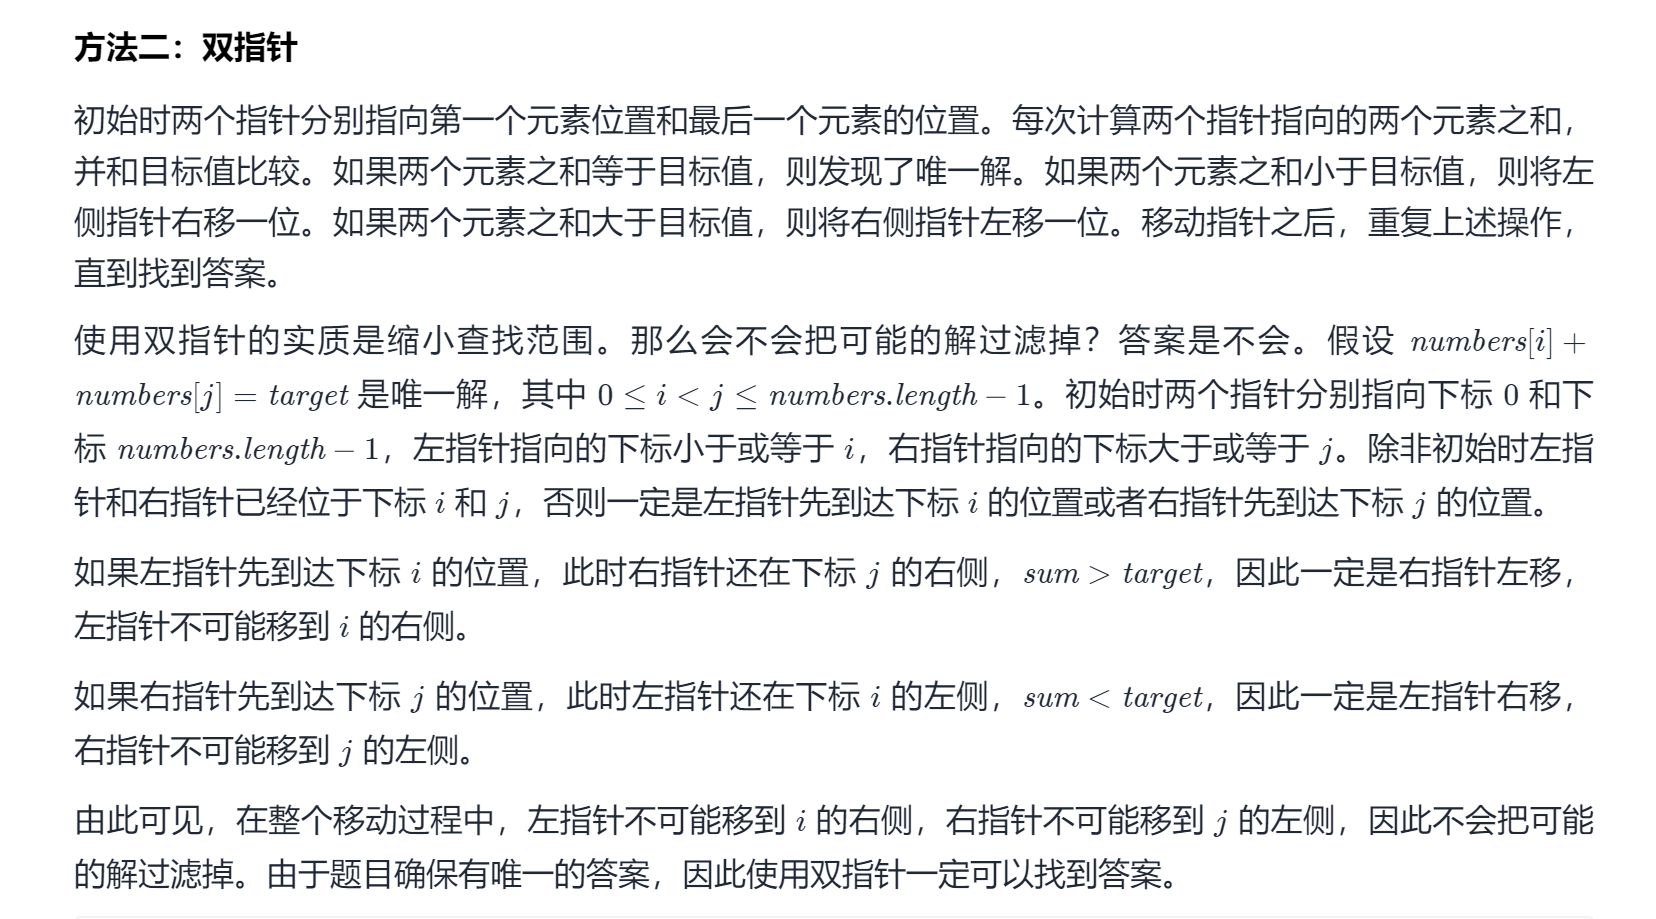 方法二：双指针
初始时两个指针分别指向第一个元素位置和最后一个元素的位置。每次计算两个指针指向的两个元素之和，
并和目标值比较。如果两个元素之和等于目标值，则发现了唯一解。如果两个元素之和小于目标值，则将左
侧指针右移一位。如果两个元素之和大于目标值，则将右侧指针左移一位。移动指针之后，重复上述操作，
直到找到答案。
使用双指针的实质是缩小查找范围。那么会不会把可能的解过滤掉？答案是不会。假设 numbers[i] +
numbers[j] = target 是唯一解，其中 0 ≤ i < j ≤ numbers.length − 1。初始时两个指针分别指向下标 0 和下
标 numbers.length − 1，左指针指向的下标小于或等于 i，右指针指向的下标大于或等于 j。除非初始时左指
针和右指针已经位于下标 i 和 j，否则一定是左指针先到达下标 i 的位置或者右指针先到达下标 j 的位置。
如果左指针先到达下标 i 的位置，此时右指针还在下标 j 的右侧，sum > target，因此一定是右指针左移，
左指针不可能移到 i 的右侧。
如果右指针先到达下标 j 的位置，此时左指针还在下标 i 的左侧，sum < target，因此一定是左指针右移，
右指针不可能移到 j 的左侧。
由此可见，在整个移动过程中，左指针不可能移到 i 的右侧，右指针不可能移到 j 的左侧，因此不会把可能
的解过滤掉。由于题目确保有唯一的答案，因此使用双指针一定可以找到答案。